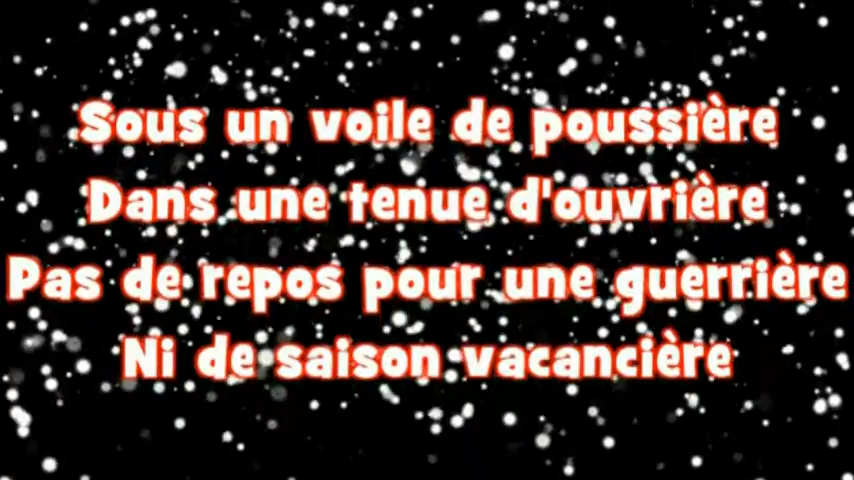 Sous un voile de poussière
Dans une tenue d'ouvrière
Pas de repos pour une guerrière
Ni de saison vacancière